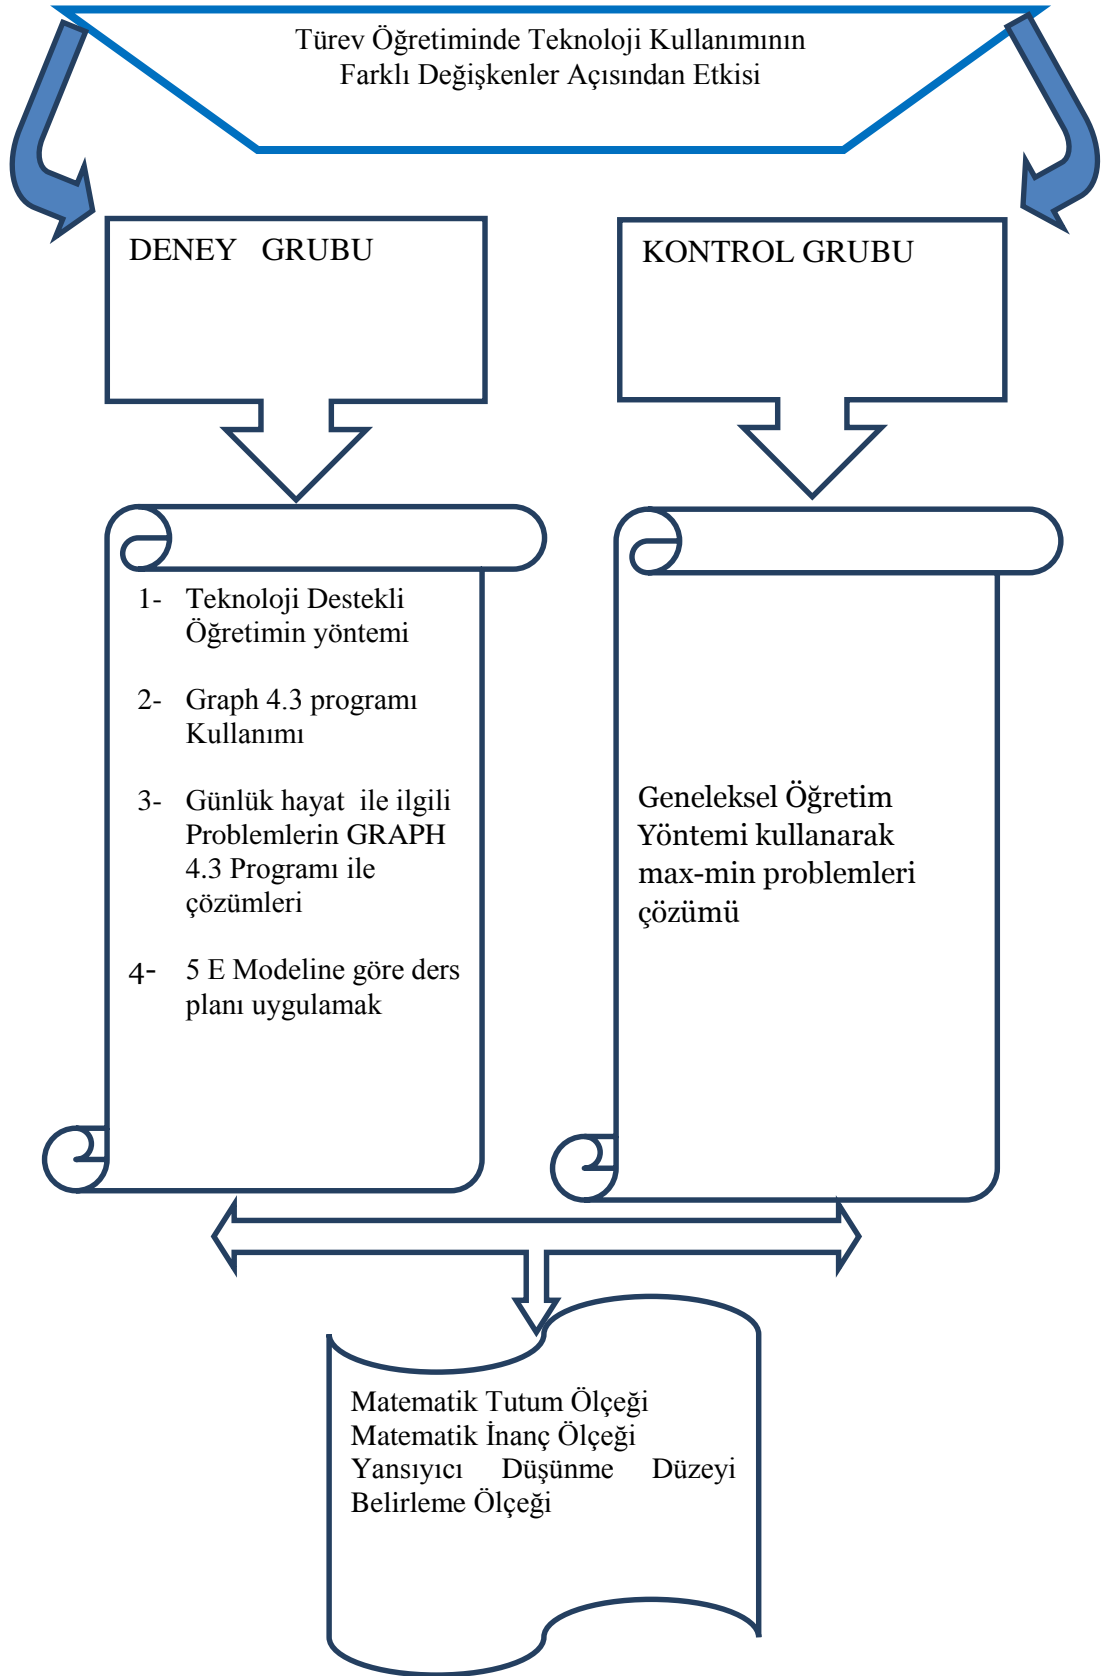 Türev Öğretiminde Teknoloji Kullanımının
Farklı Değişkenler Açısından Etkisi
DENEY GRUBU
KONTROL GRUBU
1- Teknoloji Destekli
Öğretimin yöntemi
2- Graph 4.3 programı
Kullanımı
3- Günlük hayat ile ilgili
Problemlerin GRAPH
4.3 Programı ile
çözümleri
4- 5 E Modeline göre ders
planı uygulamak
Geneleksel Öğretim
Yöntemi kullanarak
max-min problemleri
çözümü
Matematik Tutum Ölçeği
Matematik İnanç Ölçeği
Yansıyıcı Düşünme Düzeyi
Belirleme Ölçeği